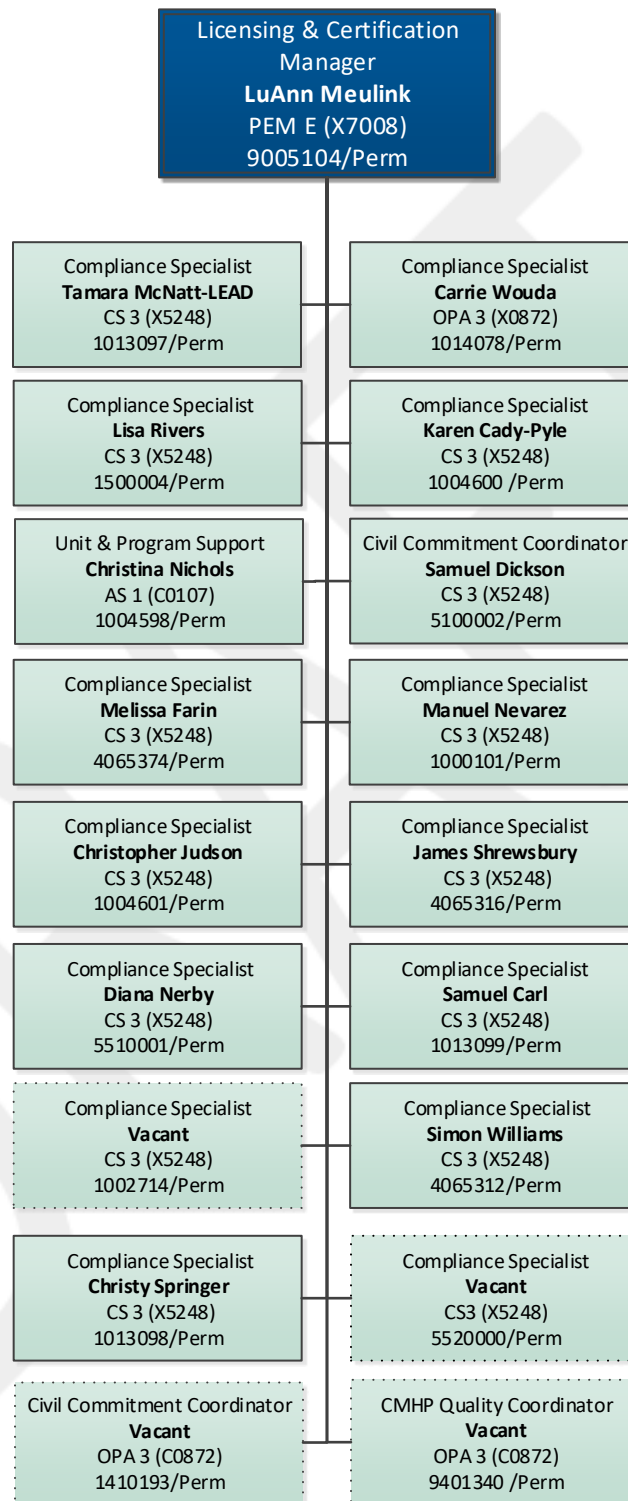 Licensing & Certification
Manager
LuAnn Meulink
PEM E (X7008)
9005104/Perm
Compliance Specialist
Tamara McNatt-LEAD
CS 3 (X5248)
1013097/Perm
Compliance Specialist
Carrie Wouda
OPA 3 (X0872)
1014078/Perm
Compliance Specialist
Lisa Rivers
CS 3 (X5248)
1500004/Perm
Compliance Specialist
Karen Cady-Pyle
CS 3 (X5248)
1004600 /Perm
Unit & Program Support
Christina Nichols
AS 1 (C0107)
1004598/Perm
Civil Commitment Coordinator
Samuel Dickson
CS 3 (X5248)
5100002/Perm
Compliance Specialist
Melissa Farin
CS 3 (X5248)
4065374/Perm
Compliance Specialist
Manuel Nevarez
CS 3 (X5248)
1000101/Perm
Compliance Specialist
Christopher Judson
CS 3 (X5248)
1004601/Perm
Compliance Specialist
James Shrewsbury
CS 3 (X5248)
4065316/Perm
Compliance Specialist
Diana Nerby
CS 3 (X5248)
5510001/Perm
Compliance Specialist
Samuel Carl
CS 3 (X5248)
1013099/Perm
Compliance Specialist
Vacant
CS 3 (X5248)
1002714/Perm
Compliance Specialist
Simon Williams
CS 3 (X5248)
4065312/Perm
Compliance Specialist
Christy Springer
CS 3 (X5248)
1013098/Perm
Compliance Specialist
Vacant
CS3 (X5248)
5520000/Perm
Civil Commitment Coordinator
Vacant
OPA 3 (C0872)
1410193/Perm
CMHP Quality Coordinator
Vacant
OPA 3 (C0872)
9401340 /Perm